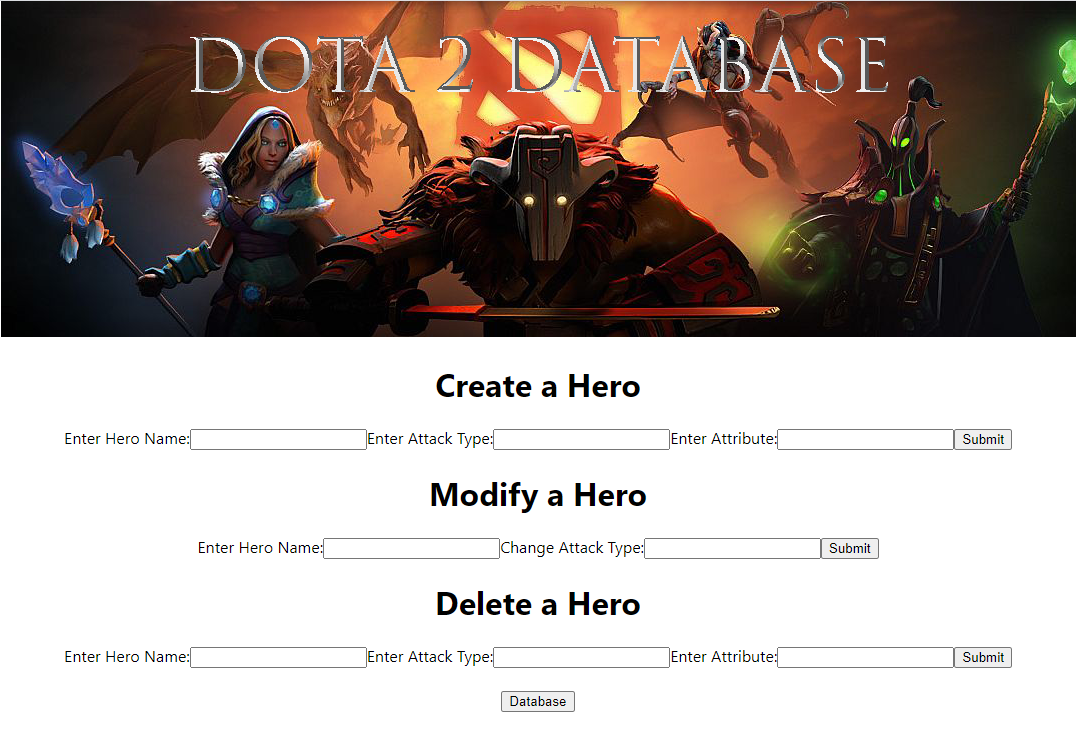 DOTA 2 DATABASE
Create a Hero
Enter Hero Name: Enter Attack Type: Enter Attribute: Submit
Modify a Hero
Enter Hero Name: Change Attack Type: Submit
Delete a Hero
Enter Hero Name: Enter Attack Type: Enter Attribute: Submit
Database